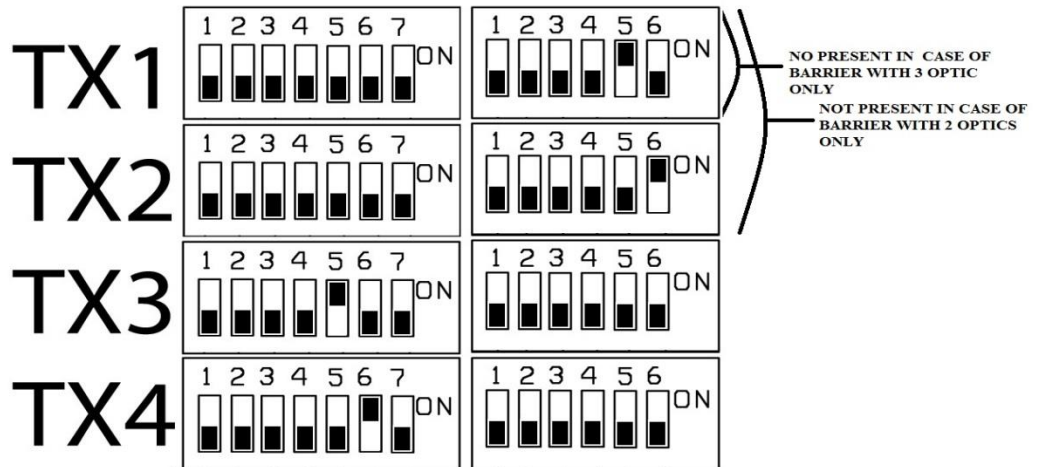 TX1
1 2 3 4 5 6 7
ON
1 2 3 4 5 6
ON
NO PRESENT IN CASE OF
BARRIER WITH 3 OPTIC
ONLY
NOT PRESENT IN CASE OF
BARRIER WITH 2 OPTICS
ONLY
TX2
1 2 3 4 5 6 7
ON
1 2 3 4 5 6
ON
TX3
1 2 3 4 5 6 7
ON
1 2 3 4 5 6
ON
TX4
1 2 3 4 5 6 7
ON
1 2 3 4 5 6
ON